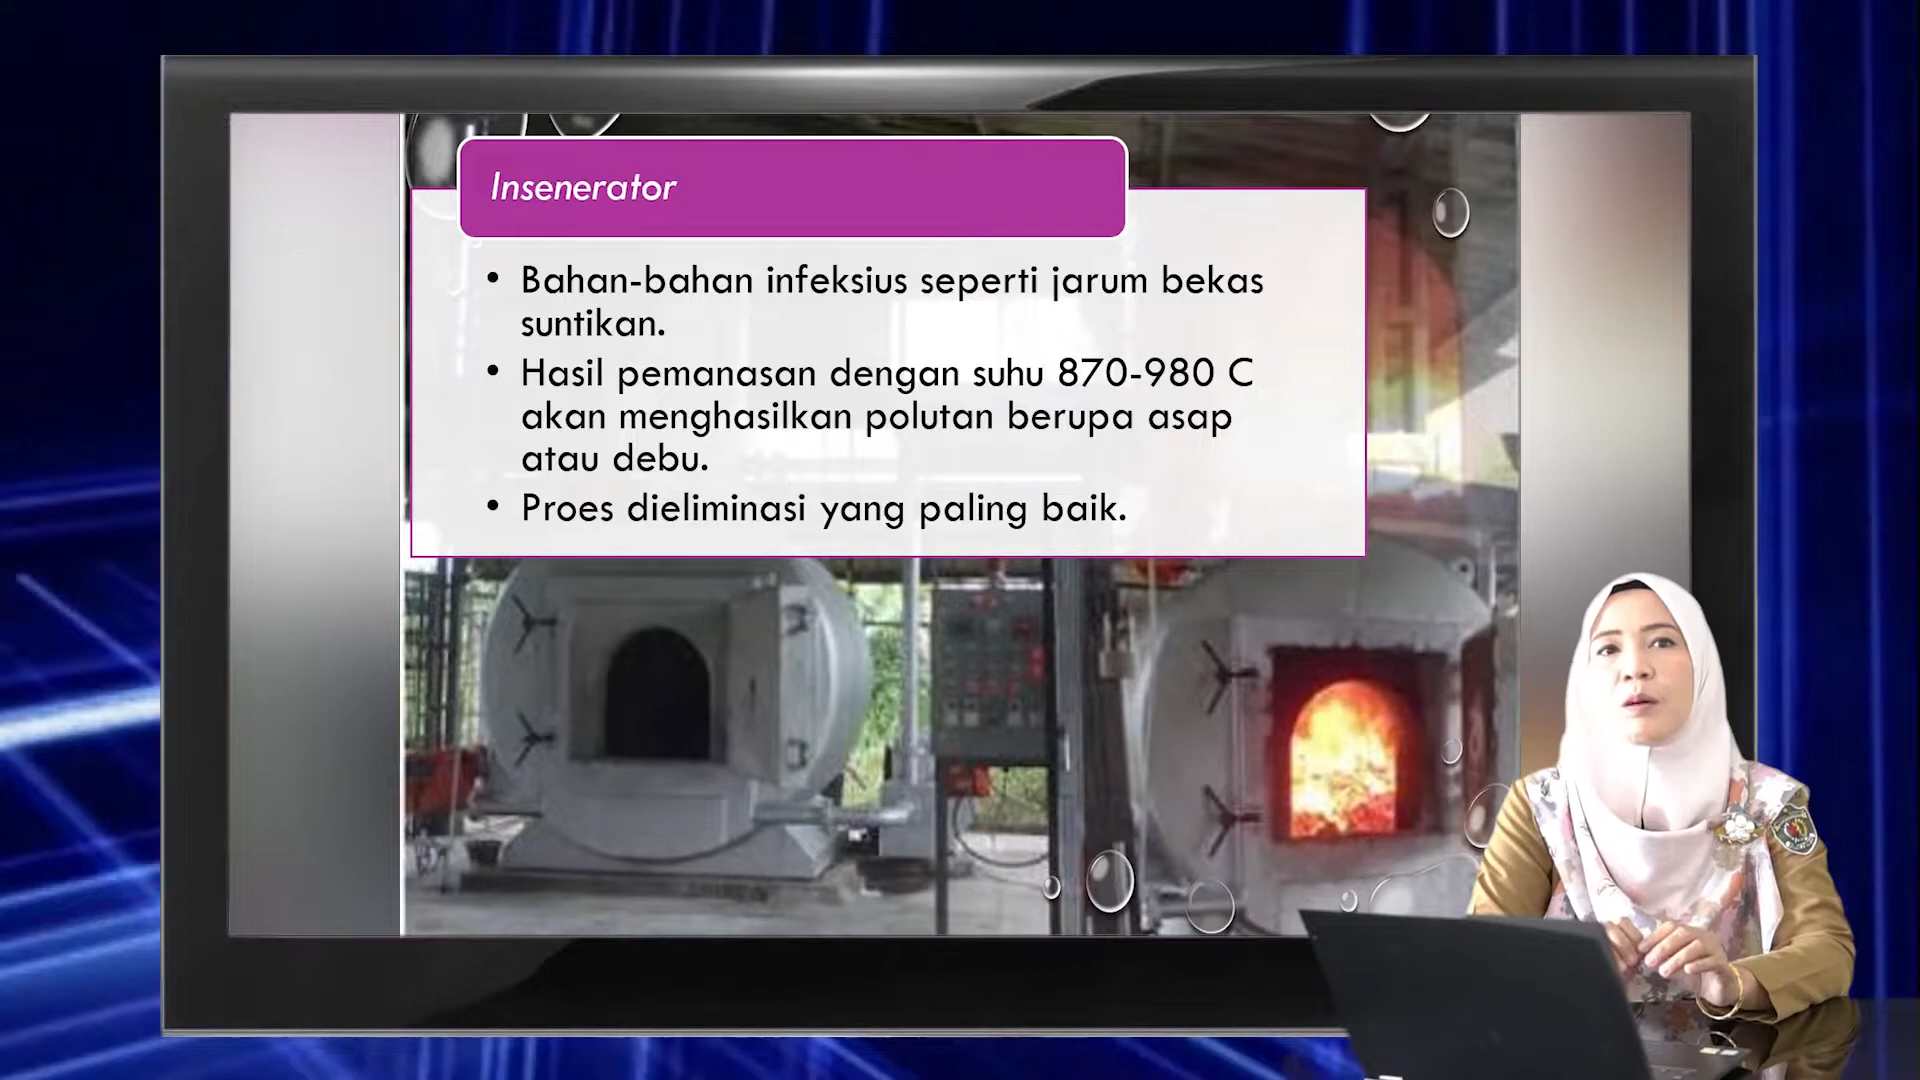 Insenerator
• Bahan-bahan infeksius seperti jarum bekas
suntikan.
• Hasil pemanasan dengan suhu 870-980 C
akan menghasilkan polutan berupa asap
atau debu.
• Proes dieliminasi yang paling baik.